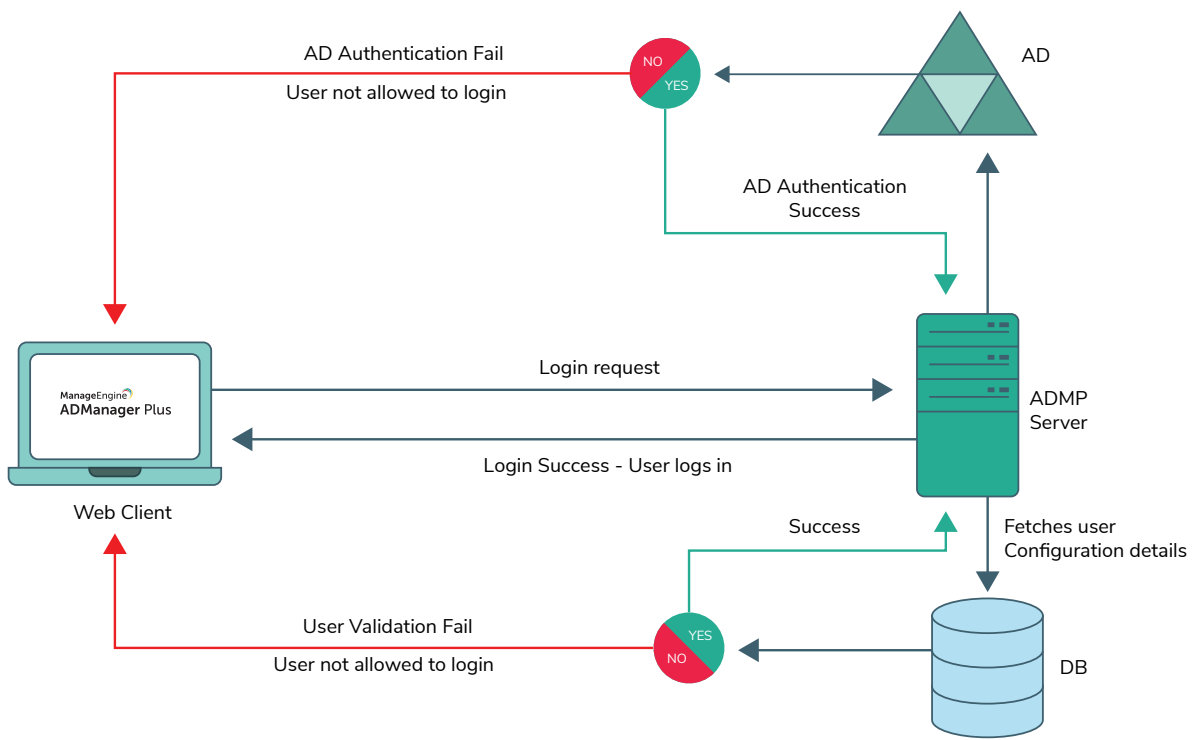 AD Authentication Fail
User not allowed to login
NO
YES
AD
AD Authentication
Success
Login request
ManageEngine
ADManager Plus
ADMP
Server
Login Success - User logs in
Web Client
Success
Fetches user
Configuration details
User Validation Fail
User not allowed to login
YES
NO
DB